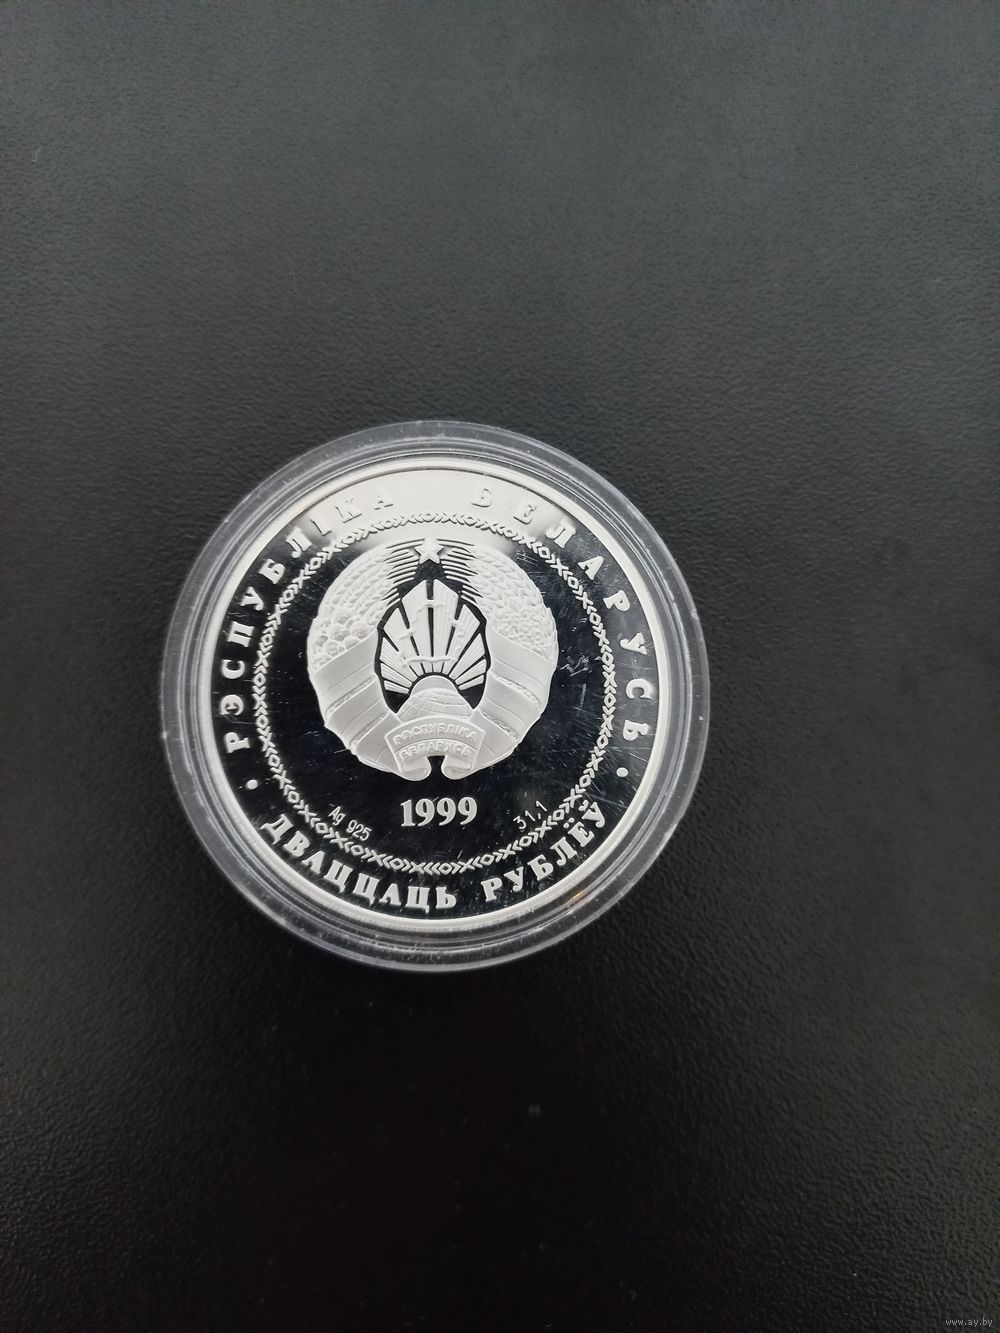 РЭСПУБЛІКА БЕЛАРУСЬ
РЭСПУБЛІКА
БЕЛАРУСЬ
1999
Ag 925
31,1
• ДВАЦЦАЦЬ РУБЛЁЎ •
www.ay.by